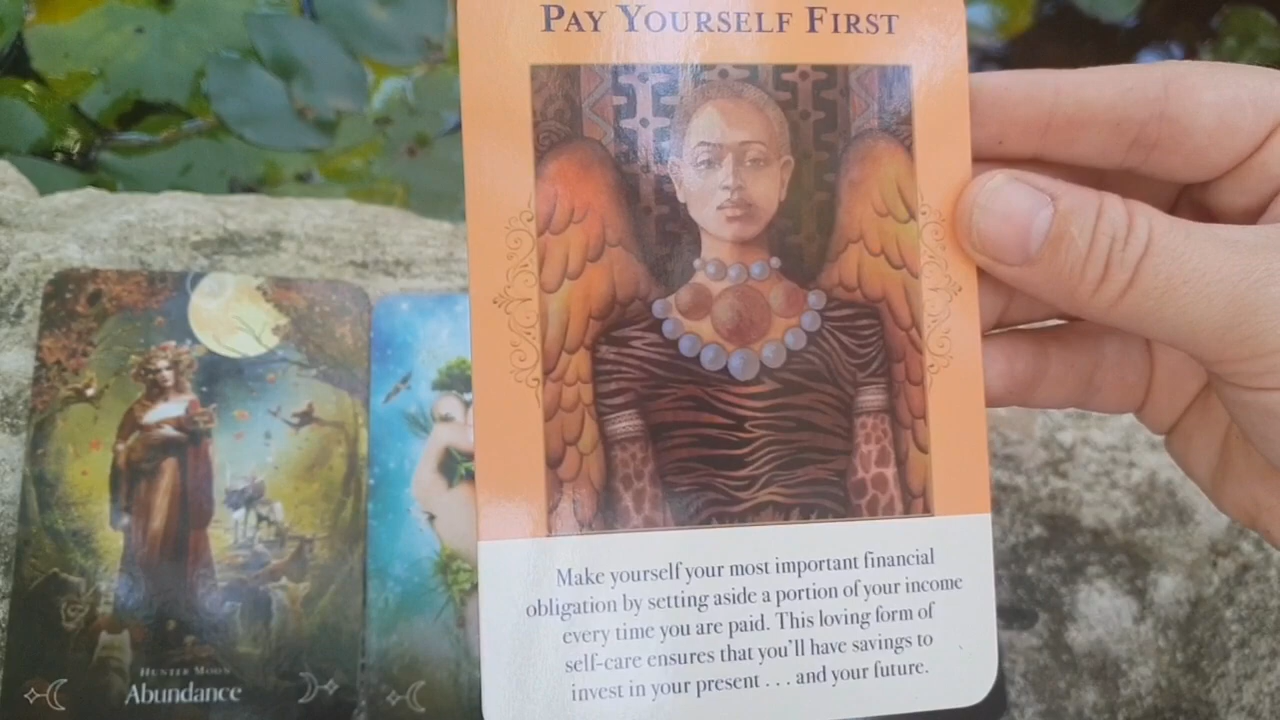 PAY YOURSELF FIRST
Make yourself your most important financial
obligation by setting aside a portion of your income
every time you are paid. This loving form of
self-care ensures that you'll have savings to
invest in your present . . . and your future.
HUNTER MOON
Abundance